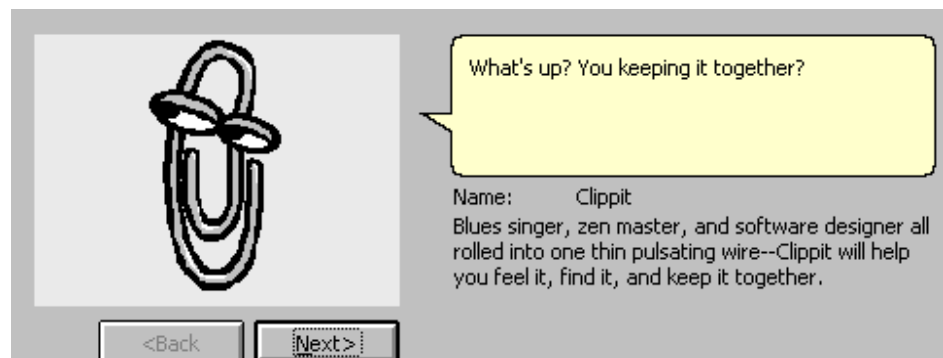 What's up? You keeping it together?
Name: Clippit
Blues singer, zen master, and software designer all
rolled into one thin pulsating wire--Clippit will help
you feel it, find it, and keep it together.
<Back Next>